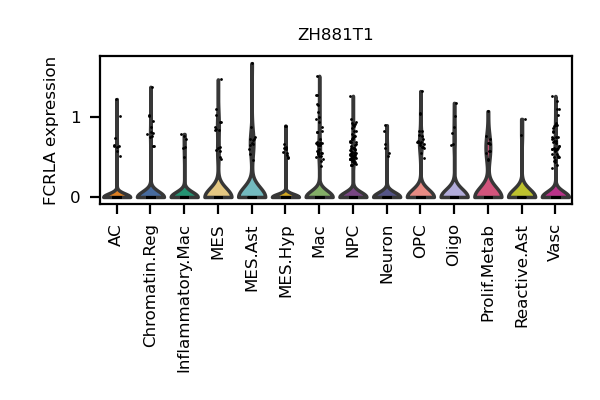 ZH881T1
FCRLA expression
1
0
AC
Chromatin.Reg
Inflammatory.Mac
MES
MES.Ast
MES.Hyp
Mac
NPC
Neuron
OPC
Oligo
Prolif.Metab
Reactive.Ast
Vasc